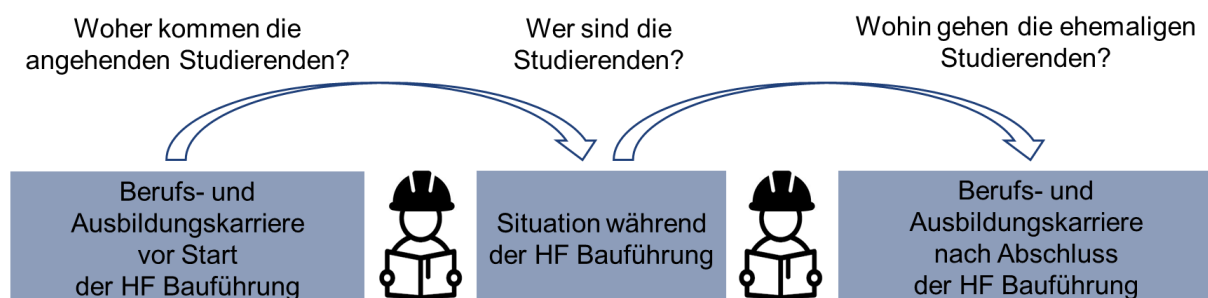 Woher kommen die
angehenden Studierenden?
Wer sind die
Studierenden?
Wohin gehen die ehemaligen
Studierenden?
Berufs- und
Ausbildungskarriere
vor Start
der HF Bauführung
Situation während
der HF Bauführung
Berufs- und
Ausbildungskarriere
nach Abschluss
der HF Bauführung